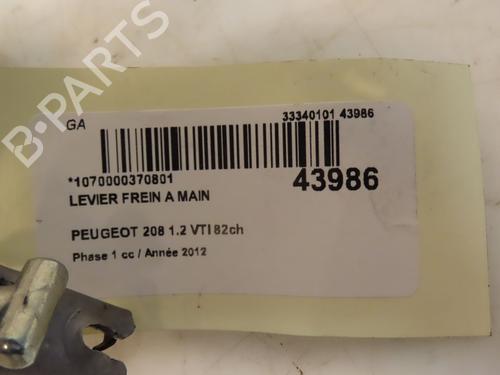 B-PARTS
GA
33340101 43986
*1070000370801
43986
LEVIER FREIN A MAIN
PEUGEOT 208 1.2 VTI 82ch
Phase 1 cc / Année 2012